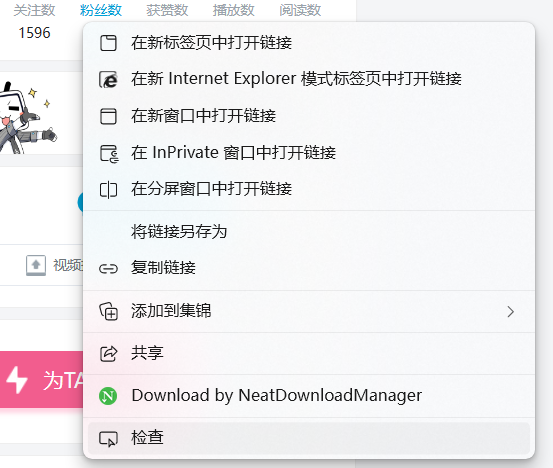 关注数 粉丝数 获赞数 播放数 阅读数
1596
在新标签页中打开链接
在新 Internet Explorer 模式标签页中打开链接
在新窗口中打开链接
在 InPrivate 窗口中打开链接
在分屏窗口中打开链接
将链接另存为
视频
复制链接
添加到集锦
共享
为TA
Download by NeatDownloadManager
检查